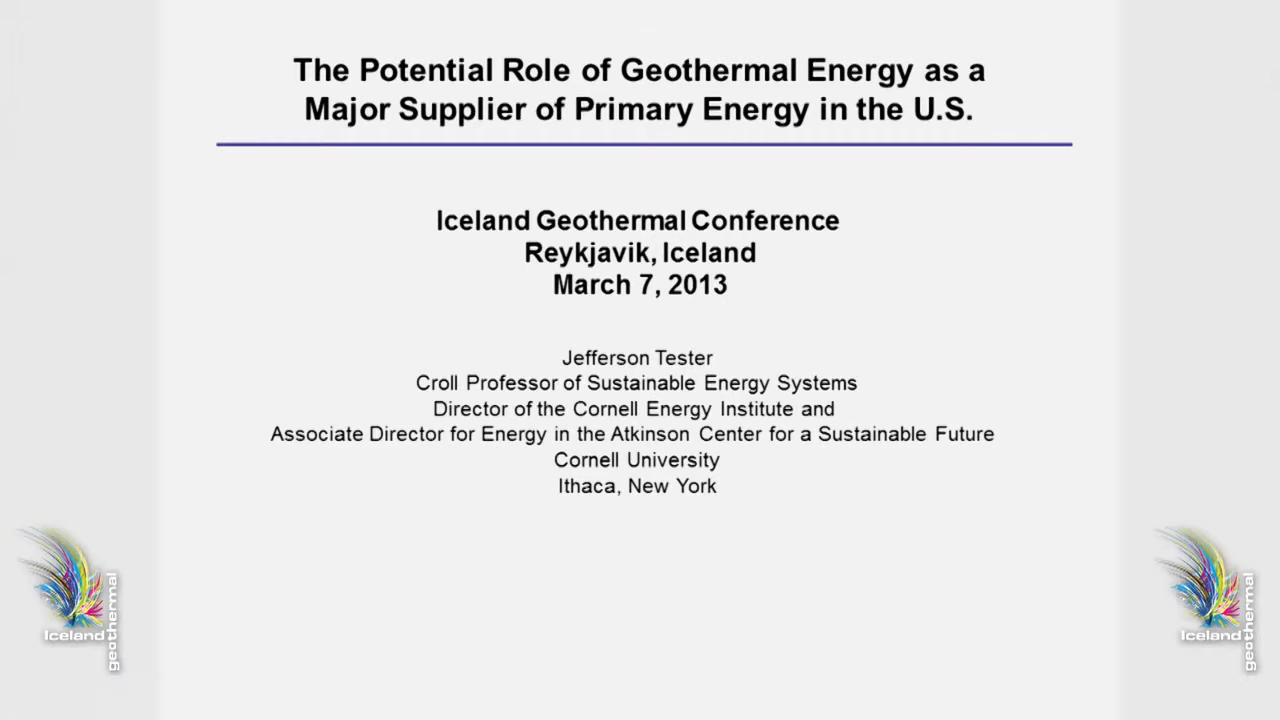 The Potential Role of Geothermal Energy as a
Major Supplier of Primary Energy in the U.S.
Iceland Geothermal Conference
Reykjavik, Iceland
March 7, 2013
Jefferson Tester
Croll Professor of Sustainable Energy Systems
Director of the Cornell Energy Institute and
Associate Director for Energy in the Atkinson Center for a Sustainable Future
Cornell University
Ithaca, New York
Iceland
geothermal
Iceland
geothermal